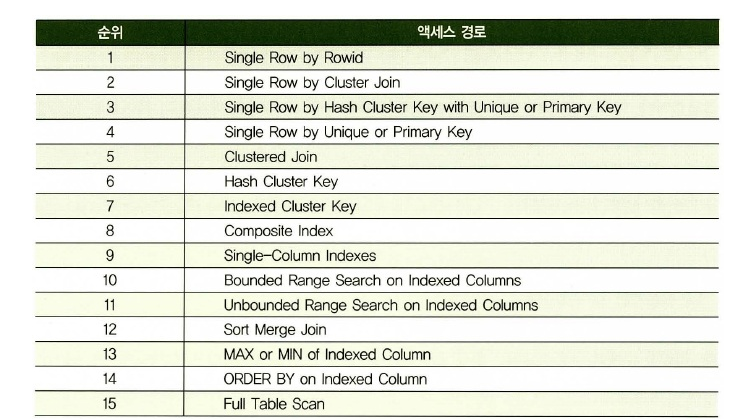 순위 액세스 경로
1 Single Row by Rowid
2 Single Row by Cluster Join
3 Single Row by Hash Cluster Key with Unique or Primary Key
4 Single Row by Unique or Primary Key
5 Clustered Join
6 Hash Cluster Key
7 Indexed Cluster Key
8 Composite Index
9 Single-Column Indexes
10 Bounded Range Search on Indexed Columns
11 Unbounded Range Search on Indexed Columns
12 Sort Merge Join
13 MAX or MIN of Indexed Column
14 ORDER BY on Indexed Column
15 Full Table Scan